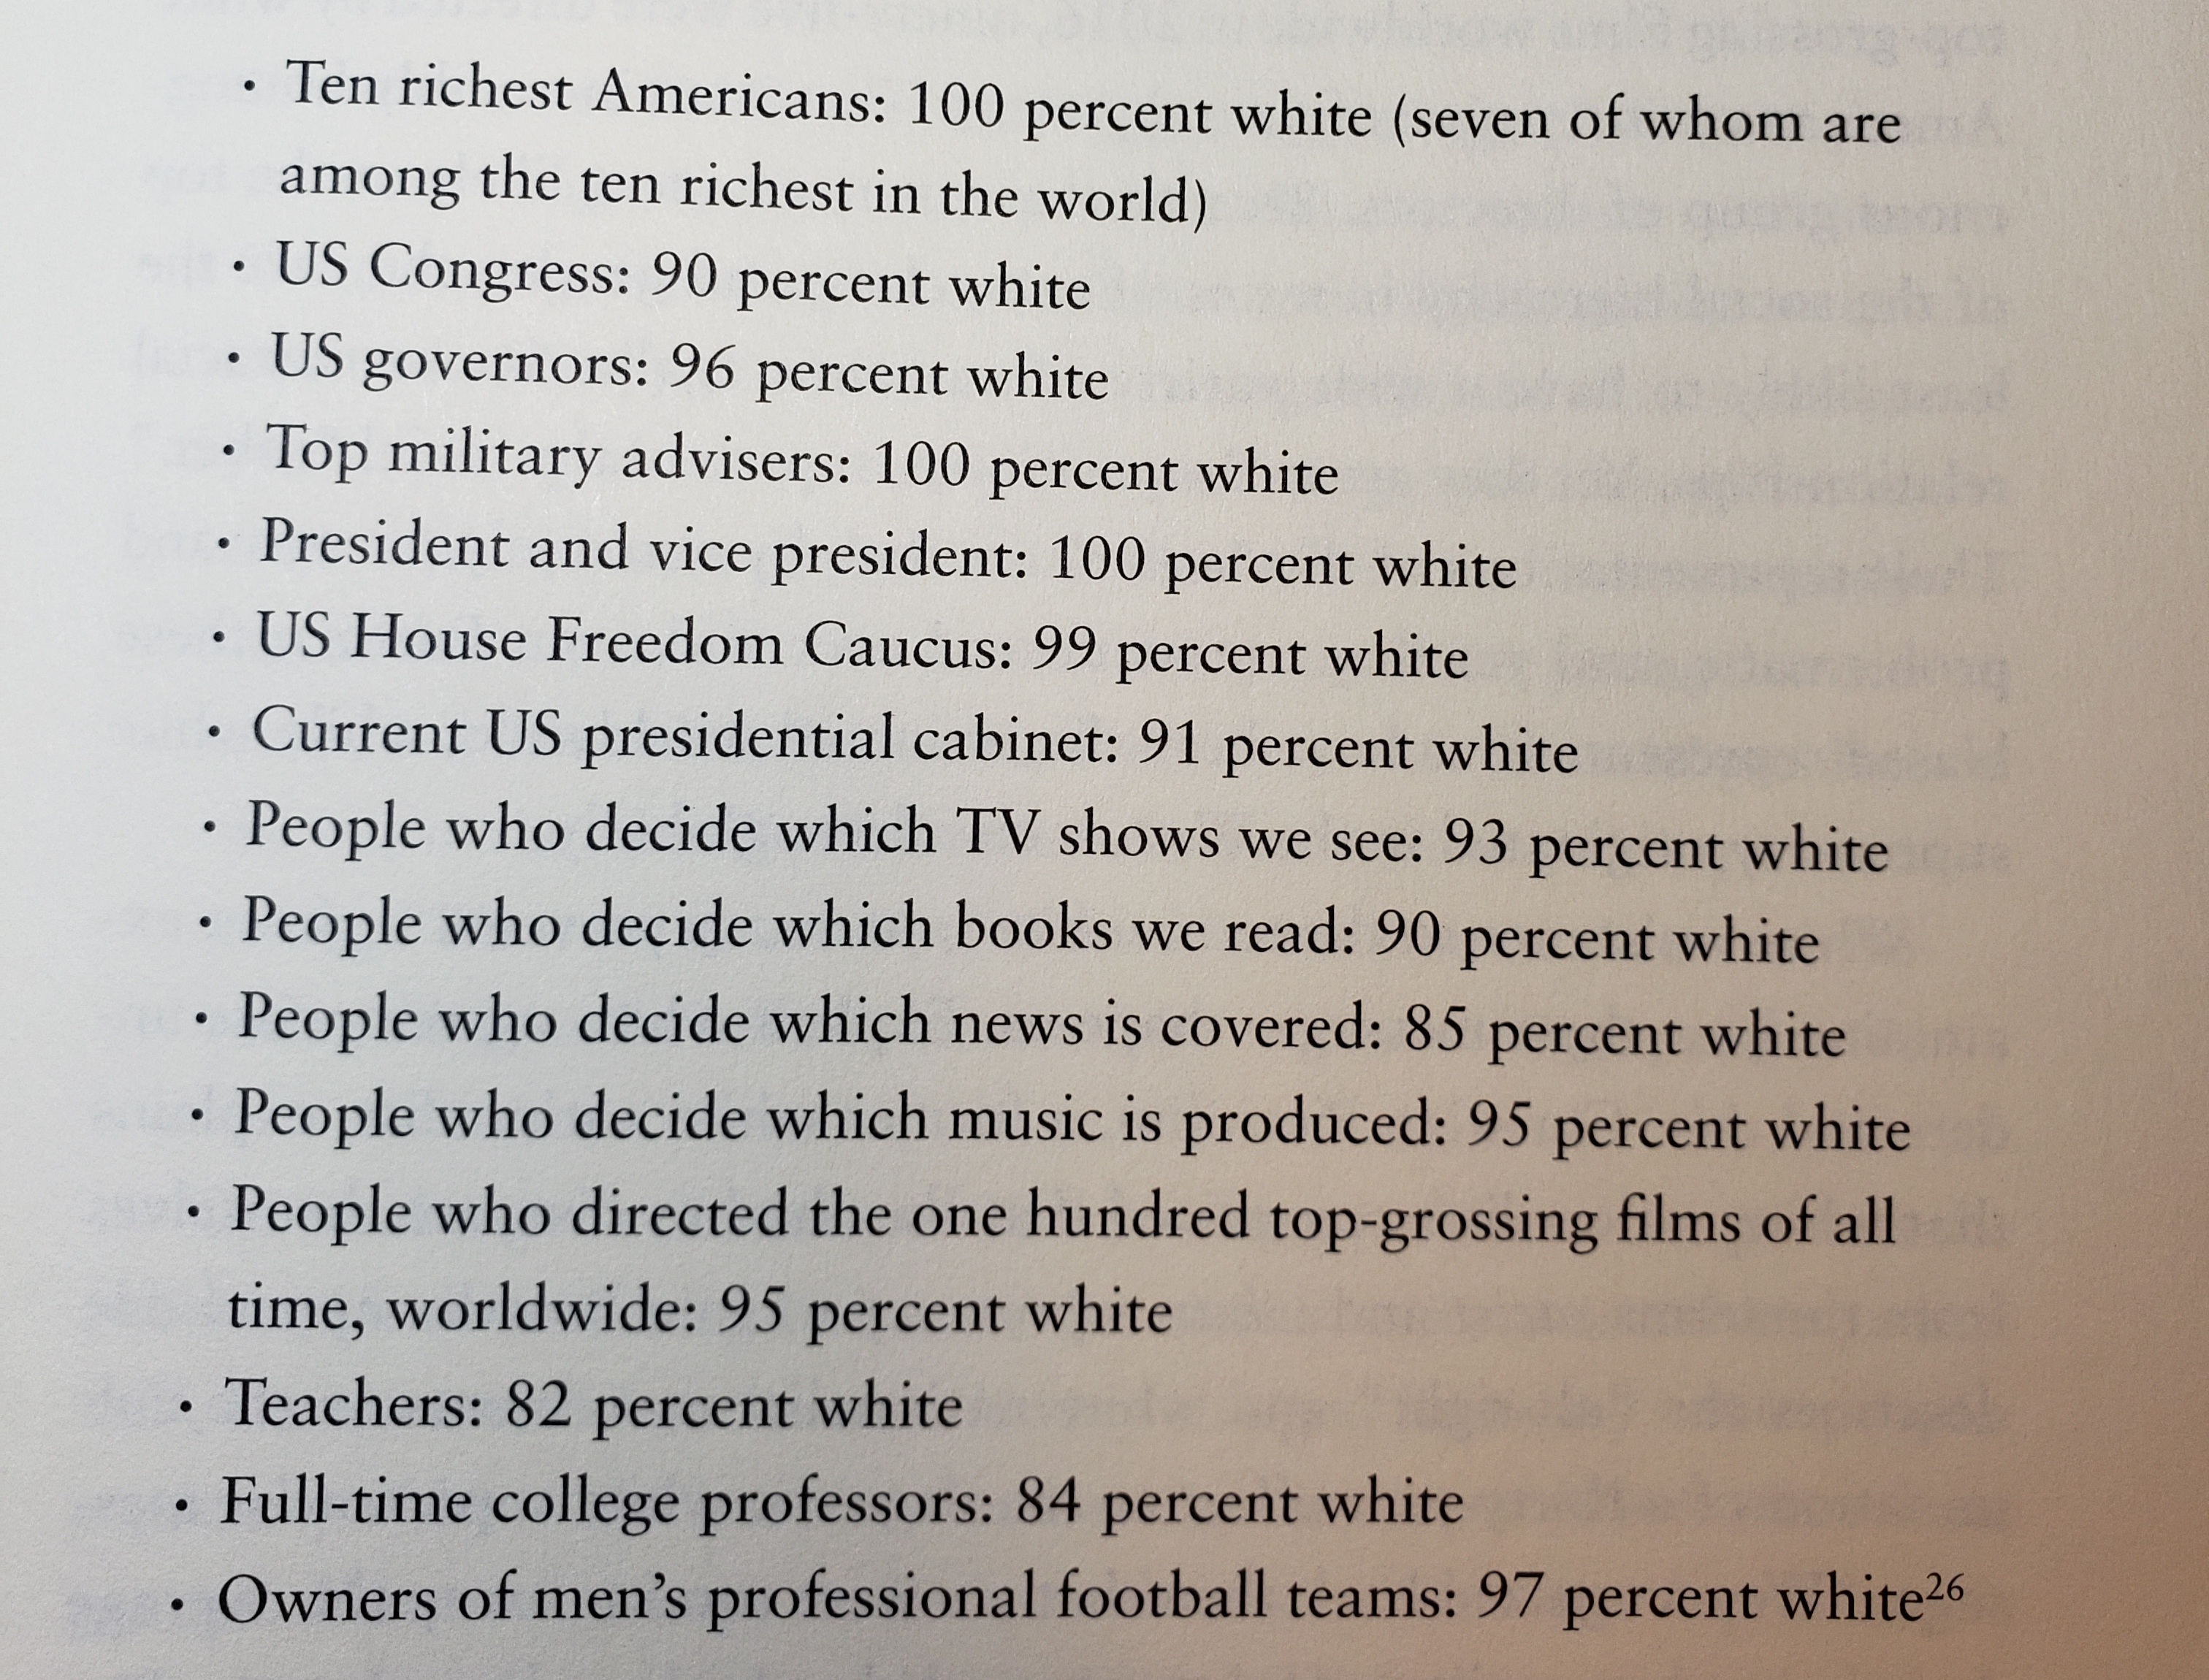 • Ten richest Americans: 100 percent white (seven of whom are
among the ten richest in the world)
• US Congress: 90 percent white
• US governors: 96 percent white
• Top military advisers: 100 percent white
• President and vice president: 100 percent white
• US House Freedom Caucus: 99 percent white
• Current US presidential cabinet: 91 percent white
• People who decide which TV shows we see: 93 percent white
• People who decide which books we read: 90 percent white
• People who decide which news is covered: 85 percent white
• People who decide which music is produced: 95 percent white
• People who directed the one hundred top-grossing films of all
time, worldwide: 95 percent white
• Teachers: 82 percent white
• Full-time college professors: 84 percent white
• Owners of men’s professional football teams: 97 percent white²⁶